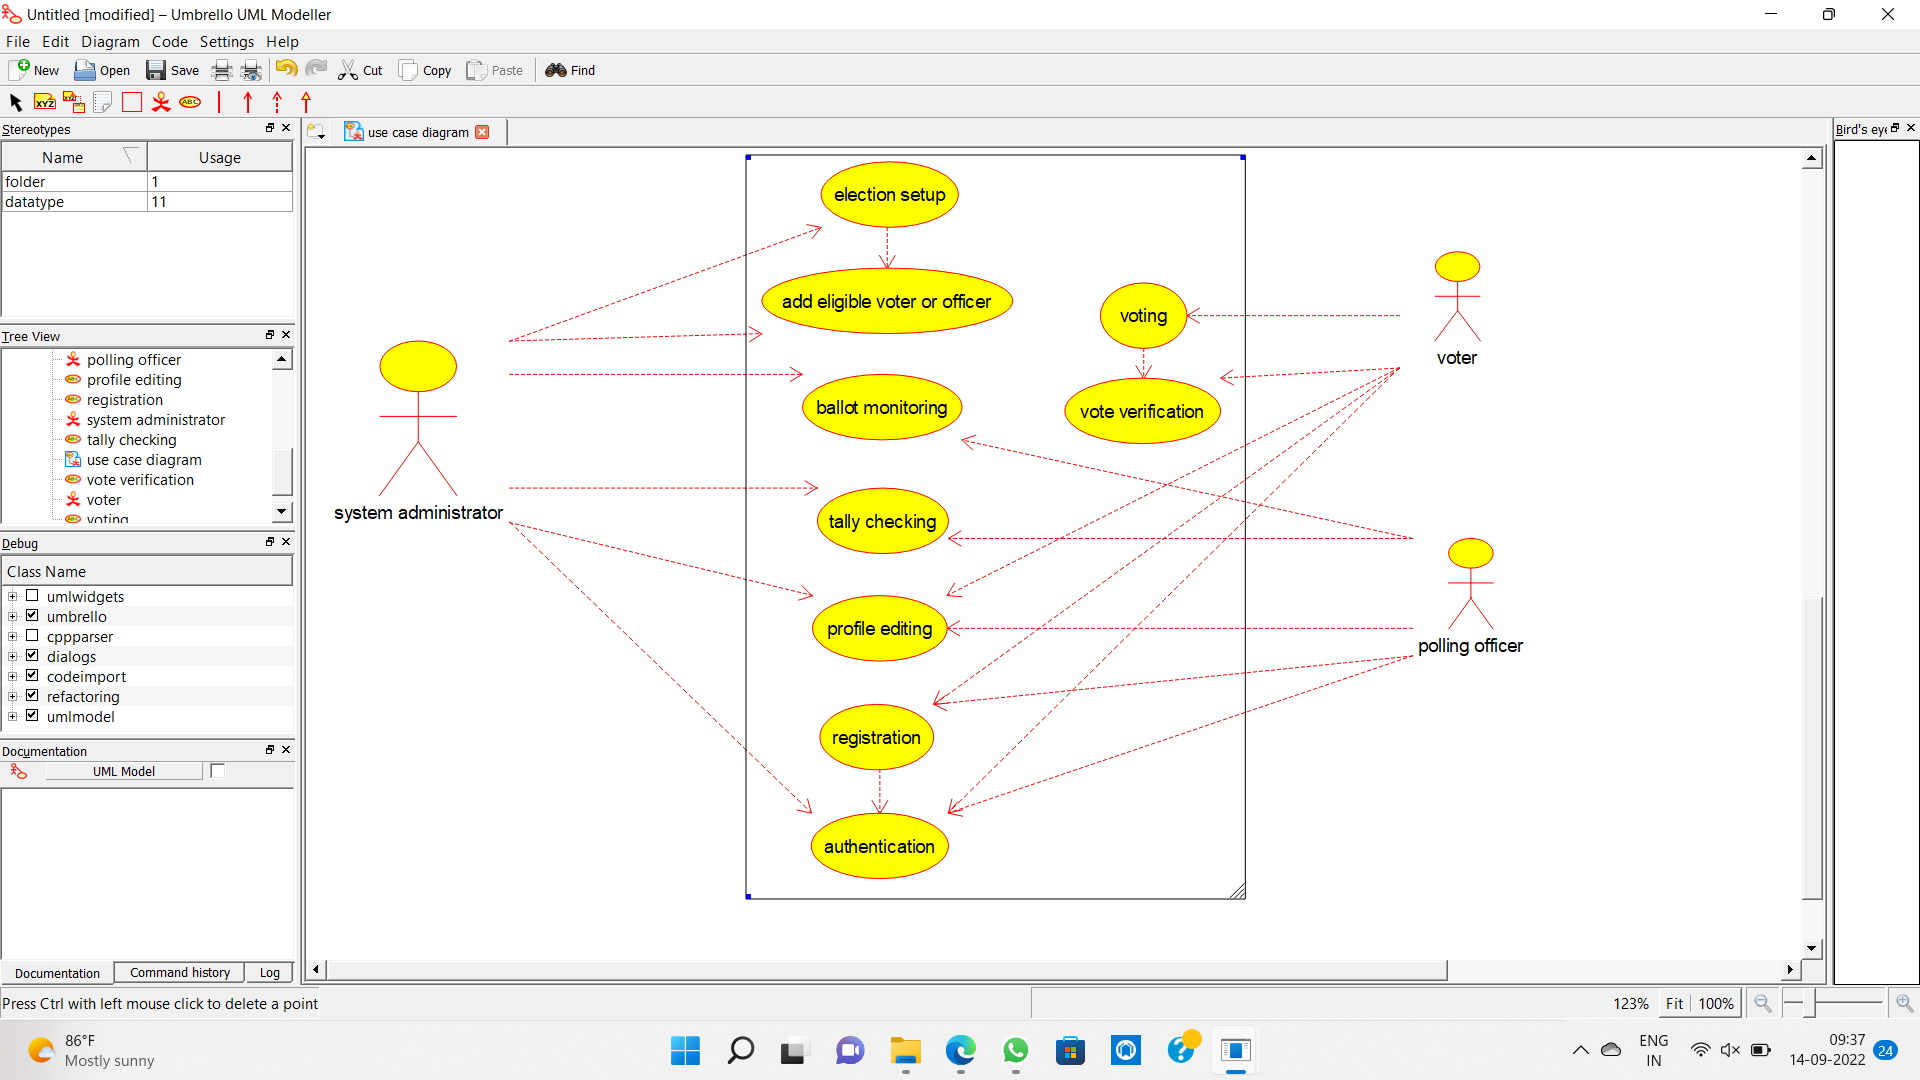 Untitled [modified] – Umbrello UML Modeller
File Edit Diagram Code Settings Help
New Open Save Cut Copy Paste Find
XYZ XYZ ABC
Stereotypes
use case diagram
Bird's eye
Name Usage
folder 1
datatype 11
Tree View
polling officer
profile editing
registration
system administrator
tally checking
use case diagram
vote verification
voter
voting
Debug
Class Name
umlwidgets
umbrello
cppparser
dialogs
codeimport
refactoring
umlmodel
Documentation
UML Model
Documentation Command history Log
election setup
add eligible voter or officer
voting
voter
ballot monitoring
vote verification
system administrator
tally checking
profile editing
polling officer
registration
authentication
Press Ctrl with left mouse click to delete a point
123% Fit 100%
86°F
Mostly sunny
ENG
IN
09:37
14-09-2022
24